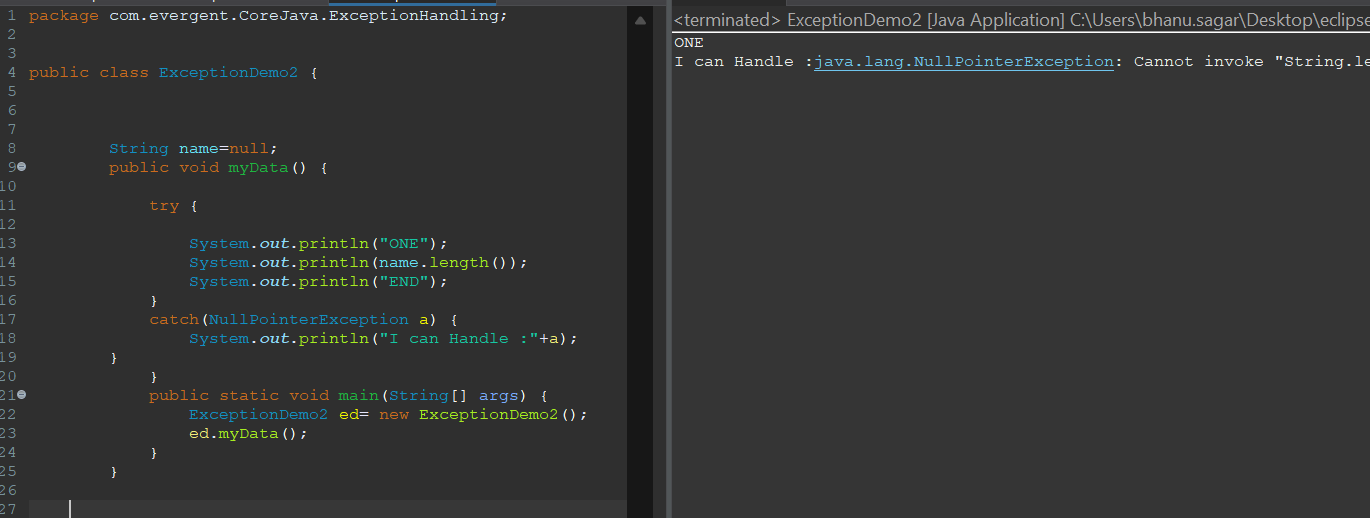 1 package com.evergent.CoreJava.ExceptionHandling;
2
3
4 public class ExceptionDemo2 {
5
6
7
8 String name=null;
9 public void myData() {
10
11 try {
12
13 System.out.println("ONE");
14 System.out.println(name.length());
15 System.out.println("END");
16 }
17 catch(NullPointerException a) {
18 System.out.println("I can Handle :"+a);
19 }
20 }
21 public static void main(String[] args) {
22 ExceptionDemo2 ed= new ExceptionDemo2();
23 ed.myData();
24 }
25 }
26
27
<terminated> ExceptionDemo2 [Java Application] C:\Users\bhanu.sagar\Desktop\eclipse
ONE
I can Handle :java.lang.NullPointerException: Cannot invoke "String.le